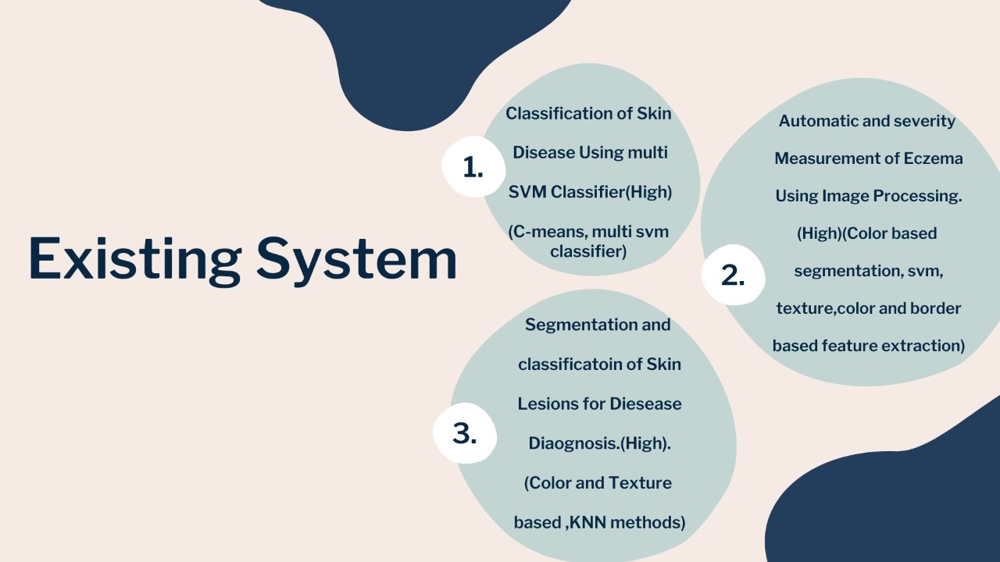 Existing System
1.
Classification of Skin
Disease Using multi
SVM Classifier(High)
(C-means, multi svm
classifier)
2.
Automatic and severity
Measurement of Eczema
Using Image Processing.
(High)(Color based
segmentation, svm,
texture,color and border
based feature extraction)
3.
Segmentation and
classificatoin of Skin
Lesions for Diesease
Diaognosis.(High).
(Color and Texture
based ,KNN methods)